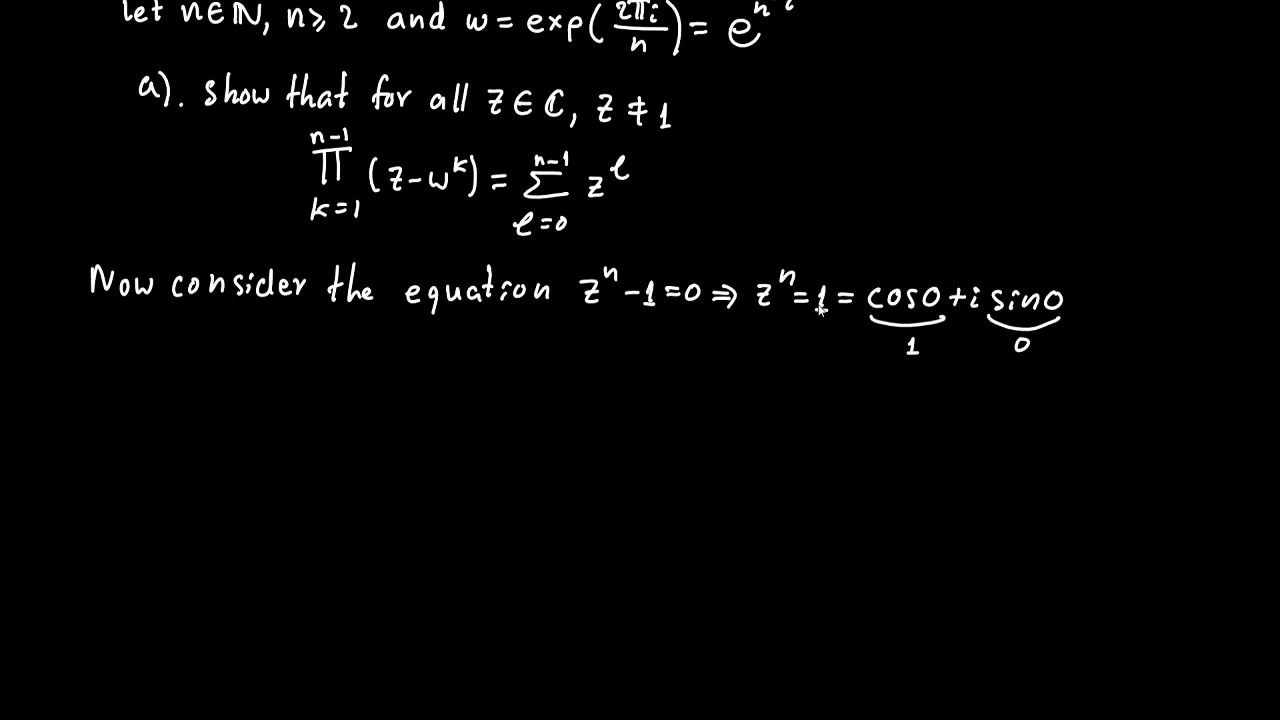 let n∈ℕ, n≥2 and w = exp(2πi/n) = e
a). show that for all z∈ℂ, z≠1
∏_{k=1}^{n-1} (z-w^k) = ∑_{ℓ=0}^{n-1} z^ℓ
Now consider the equation z^n -1=0 ⇒ z^n = 1 = cos0 + i sin0
1 0